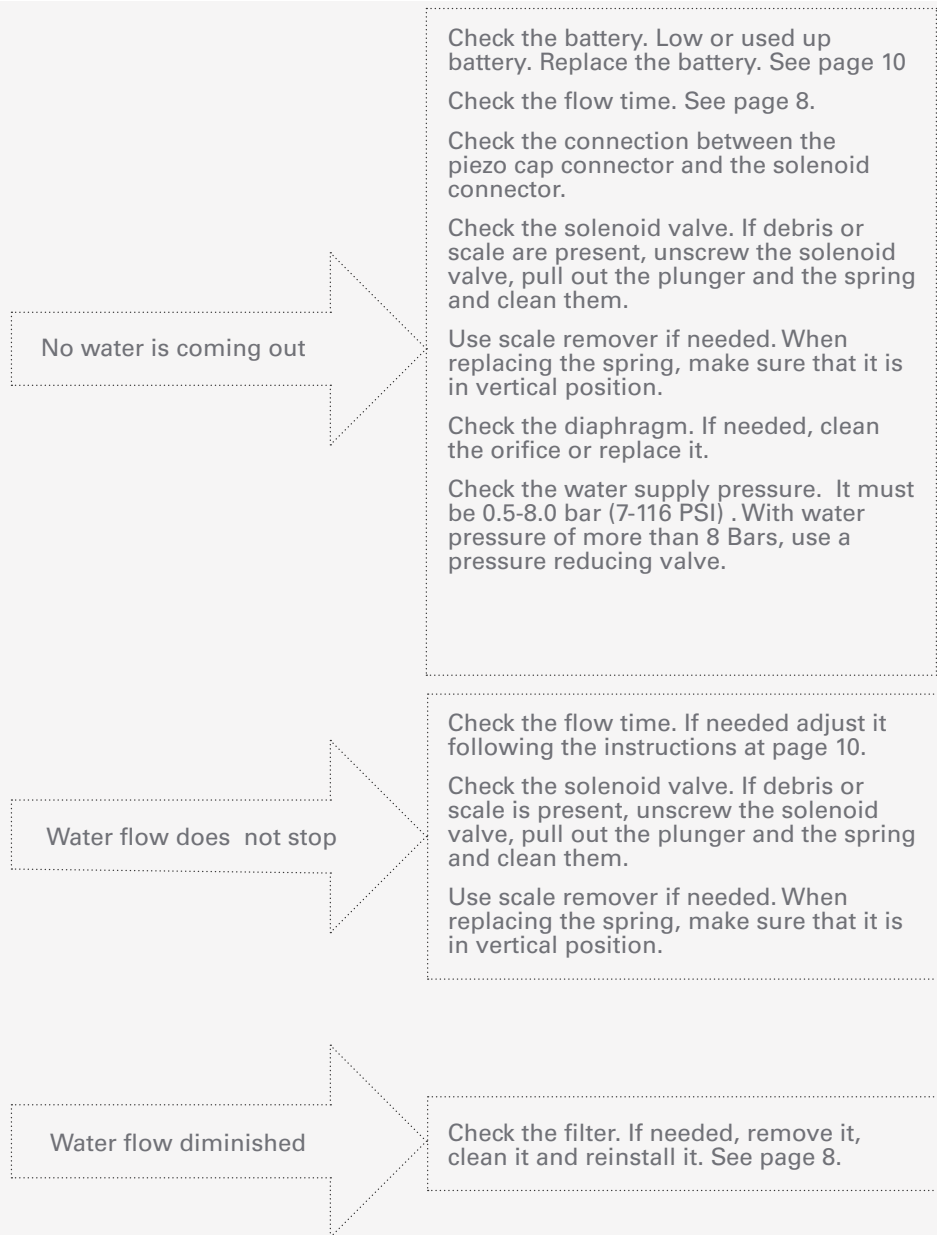 No water is coming out
Check the battery. Low or used up
battery. Replace the battery. See page 10
Check the flow time. See page 8.
Check the connection between the
piezo cap connector and the solenoid
connector.
Check the solenoid valve. If debris or
scale are present, unscrew the solenoid
valve, pull out the plunger and the spring
and clean them.
Use scale remover if needed. When
replacing the spring, make sure that it is
in vertical position.
Check the diaphragm. If needed, clean
the orifice or replace it.
Check the water supply pressure.  It must
be 0.5-8.0 bar (7-116 PSI) . With water
pressure of more than 8 Bars, use a
pressure reducing valve.
Water flow does  not stop
Check the flow time. If needed adjust it
following the instructions at page 10.
Check the solenoid valve. If debris or
scale is present, unscrew the solenoid
valve, pull out the plunger and the spring
and clean them.
Use scale remover if needed. When
replacing the spring, make sure that it is
in vertical position.
Water flow diminished
Check the filter. If needed, remove it,
clean it and reinstall it. See page 8.